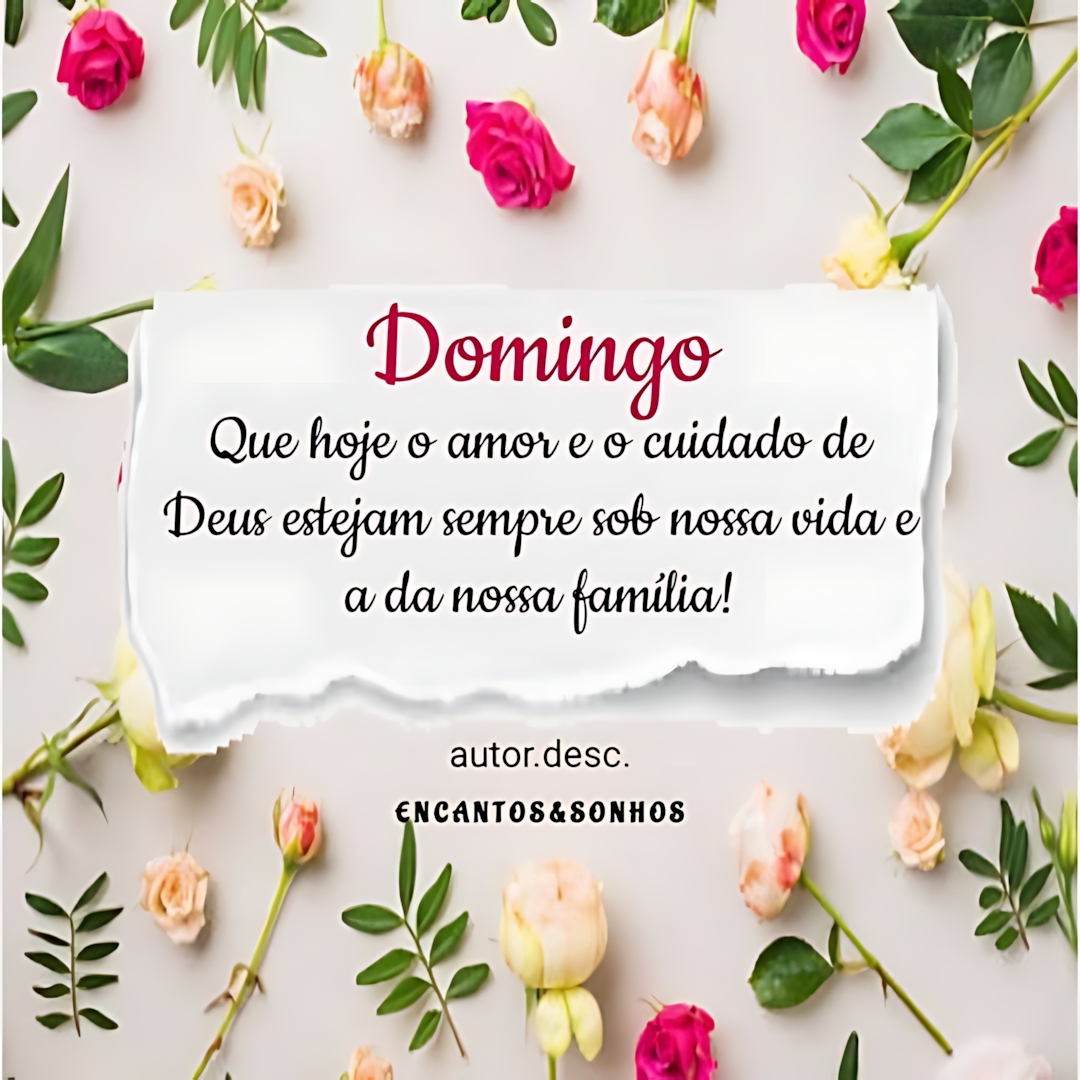 Domingo
Que hoje o amor e o cuidado de
Deus estejam sempre sob nossa vida e
a da nossa família!
autor.desc.
ENCANTOS&SONHOS